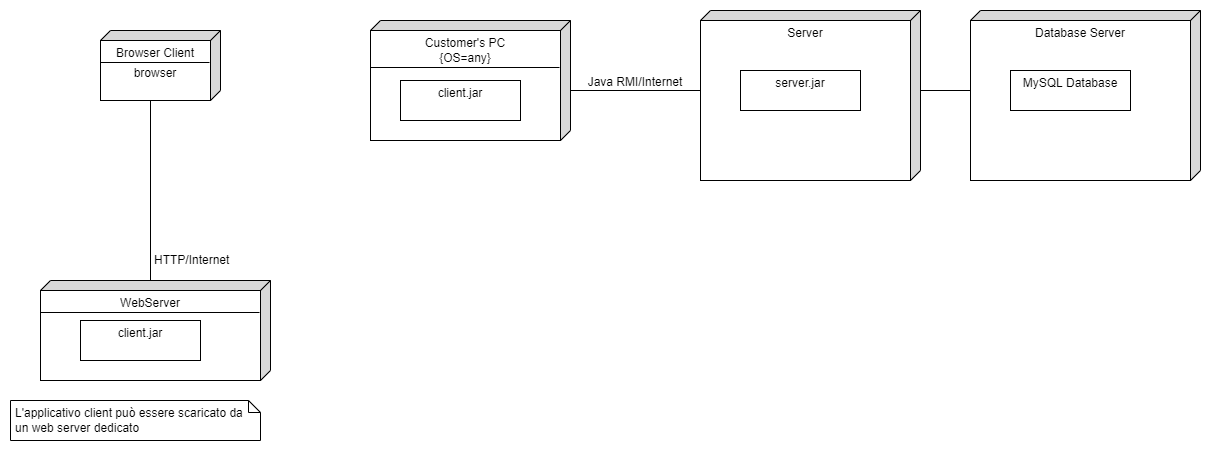 Browser Client
browser
HTTP/Internet
WebServer
client.jar
L'applicativo client può essere scaricato da
un web server dedicato
Customer's PC
{OS=any}
client.jar
Java RMI/Internet
Server
server.jar
Database Server
MySQL Database